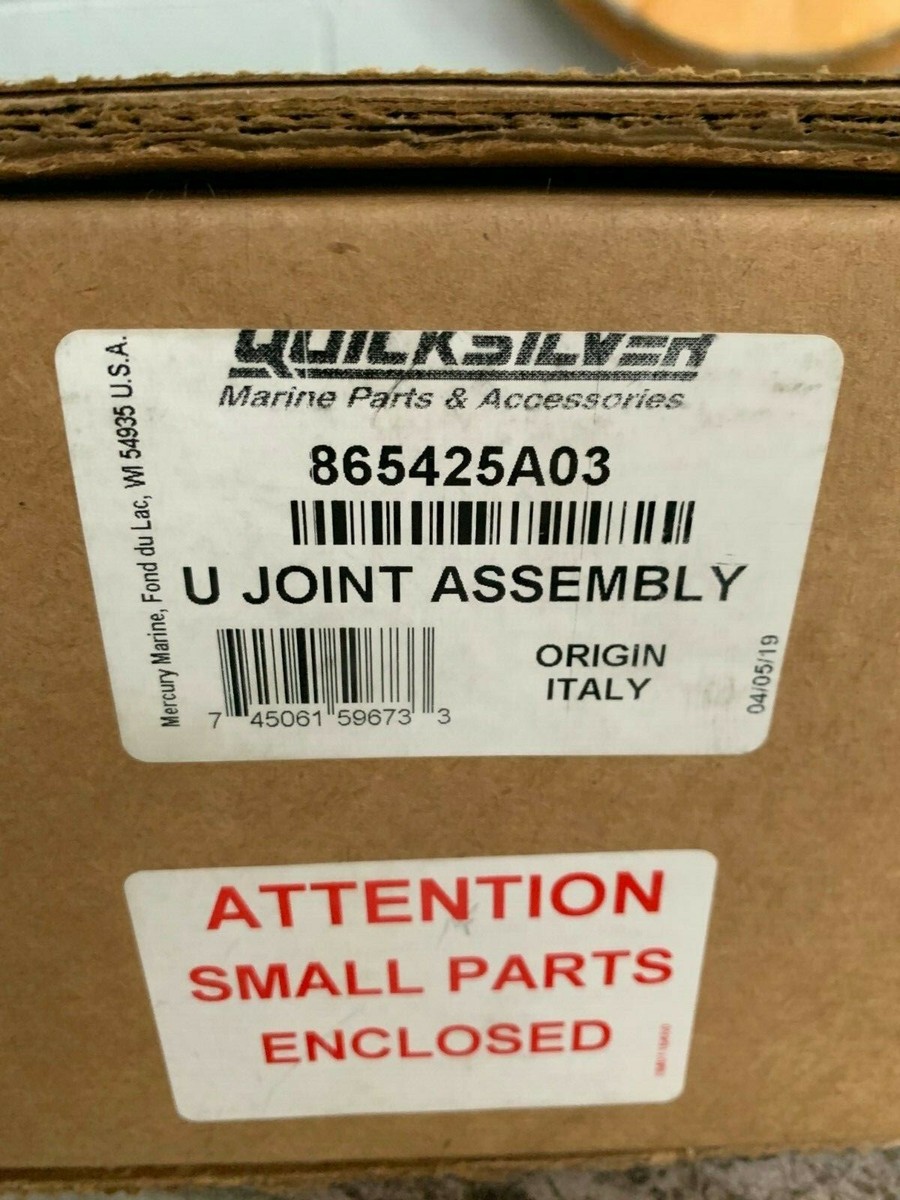 QUICKSILVER
Marine Parts & Accessories
865425A03
U JOINT ASSEMBLY
ORIGIN
ITALY
7 45061 59673 3
04/05/19
Mercury Marine, Fond du Lac, WI 54935 U.S.A.
ATTENTION
SMALL PARTS
ENCLOSED